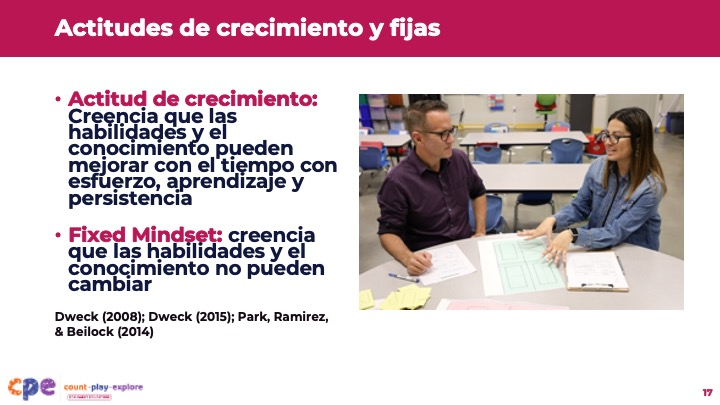 Actitudes de crecimiento y fijas
• Actitud de crecimiento:
Creencia que las
habilidades y el
conocimiento pueden
mejorar con el tiempo con
esfuerzo, aprendizaje y
persistencia
• Fixed Mindset: creencia
que las habilidades y el
conocimiento no pueden
cambiar
Dweck (2008); Dweck (2015); Park, Ramirez,
& Beilock (2014)
cpe count-play-explore
17